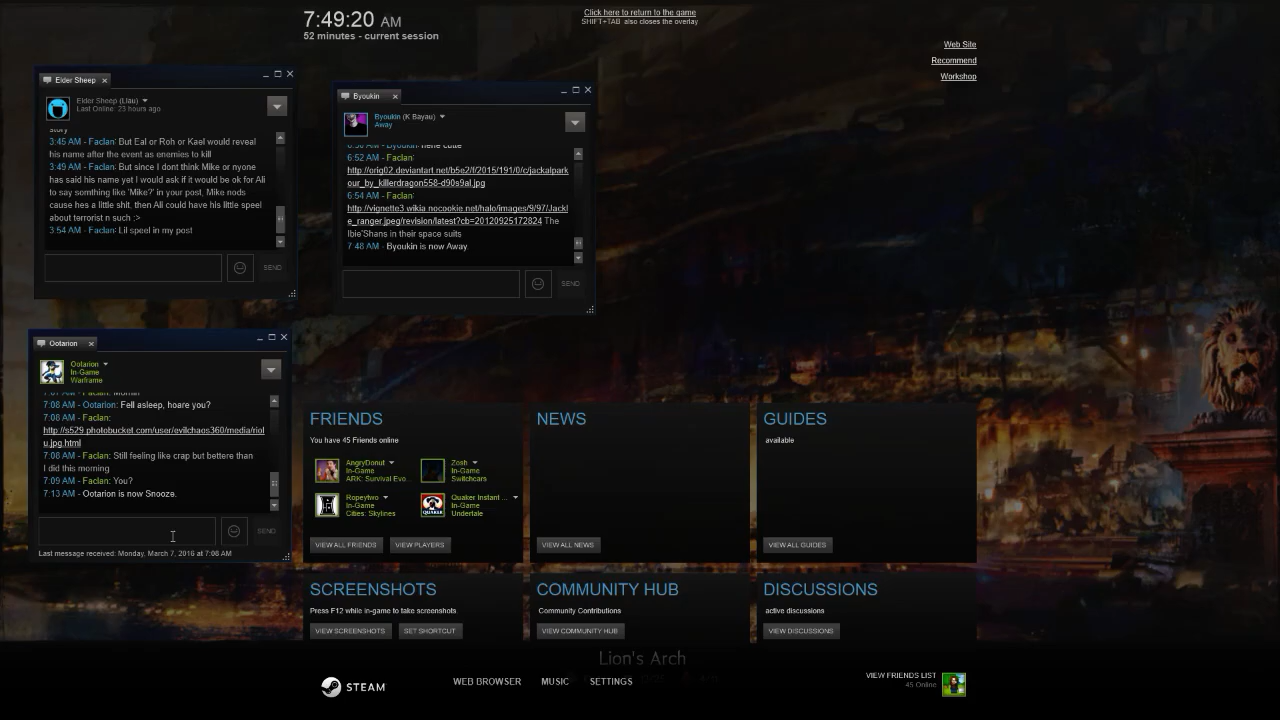 7:49:20 AM
52 minutes - current session
Click here to return to the game
SHIFT+TAB also closes the overlay
Web Site
Recommend
Workshop
Elder Sheep
Elder Sheep (Liau)
Last Online 23 hours ago
story
3:45 AM - Faclan: But Eal or Roh or Kael would reveal
his name after the event as enemies to kill
3:49 AM - Faclan: But since I dont think Mike or nyone
has said his name yet I would ask if it would be ok for Ali
to say somthing like 'Mike?' in your post, Mike nods
cause hes a little shit, then Ali could have his little speel
about terrorist n such :>
3:54 AM - Faclan: Lil speel in my post
SEND
Byoukin
Byoukin (K Bayau)
Away
6:52 AM - Faclan:
http://orig02.deviantart.net/b5e2/f/2015/191/0/c/jackalpark
our_by_killerdragon558-d90s9al.jpg
6:54 AM - Faclan:
http://vignette3.wikia.nocookie.net/halo/images/9/97/Jackl
e_ranger.jpeg/revision/latest?cb=20120925172824 The
Ibie'Shans in their space suits
7:48 AM - Byoukin is now Away.
SEND
Ootarion
Ootarion
In-Game
Warframe
7:08 AM - Ootarion: Fell asleep, hoare you?
7:08 AM - Faclan:
http://s529.photobucket.com/user/evilchaos360/media/riol
u.jpg.html
7:08 AM - Faclan: Still feeling like crap but bettere than
I did this morning
7:09 AM - Faclan: You?
7:13 AM - Ootarion is now Snooze.
SEND
Last message received: Monday, March 7, 2016 at 7:08 AM
FRIENDS
You have 45 Friends online
AngryDonut
In-Game
ARK: Survival Evo...
Zosh
In-Game
Switchcars
Ropeytwo
In-Game
Cities: Skylines
Quaker Instant ...
In-Game
Undertale
VIEW ALL FRIENDS
VIEW PLAYERS
NEWS
VIEW ALL NEWS
GUIDES
available
VIEW ALL GUIDES
SCREENSHOTS
Press F12 while in-game to take screenshots
VIEW SCREENSHOTS
SET SHORTCUT
COMMUNITY HUB
Community Contributions
VIEW COMMUNITY HUB
DISCUSSIONS
active discussions
VIEW DISCUSSIONS
Lion's Arch
STEAM
WEB BROWSER
MUSIC
SETTINGS
VIEW FRIENDS LIST
45 Online